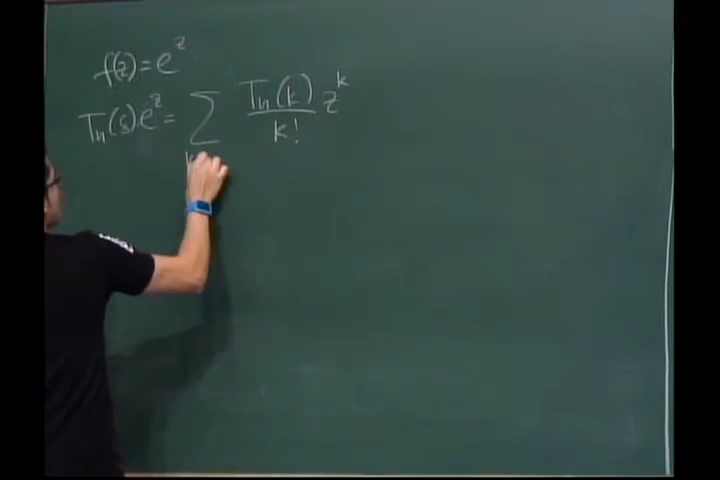 f(z) = e^z
T_n(δ) e^z = ∑ T_n(k)/k! z^k